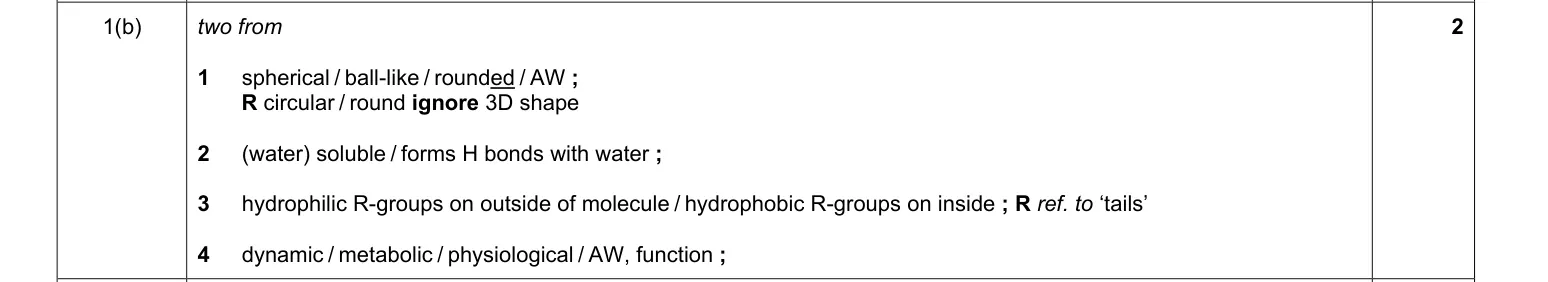 1(b) two from 2
1 spherical / ball-like / rounded / AW ;
R circular / round ignore 3D shape
2 (water) soluble / forms H bonds with water ;
3 hydrophilic R-groups on outside of molecule / hydrophobic R-groups on inside ; R ref. to ‘tails’
4 dynamic / metabolic / physiological / AW, function ;